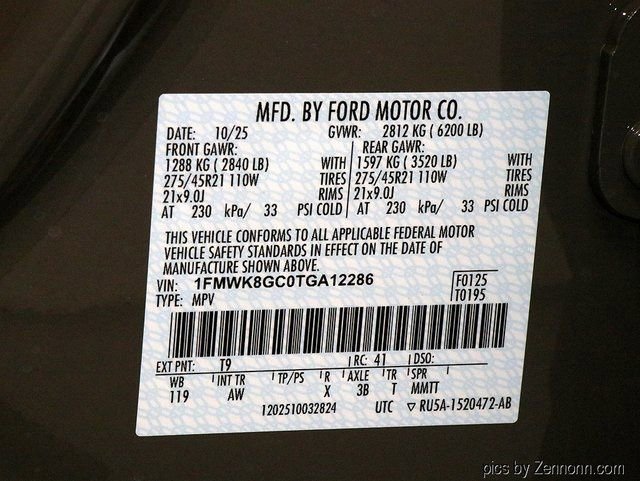 MFD. BY FORD MOTOR CO.
DATE: 10/25 GVWR: 2812 KG ( 6200 LB)
FRONT GAWR: REAR GAWR:
1288 KG ( 2840 LB) WITH 1597 KG ( 3520 LB) WITH
275/45R21 110W TIRES 275/45R21 110W TIRES
21x9.0J RIMS 21x9.0J RIMS
AT 230 kPa/ 33 PSI COLD AT 230 kPa/ 33 PSI COLD
THIS VEHICLE CONFORMS TO ALL APPLICABLE FEDERAL MOTOR
VEHICLE SAFETY STANDARDS IN EFFECT ON THE DATE OF
MANUFACTURE SHOWN ABOVE.
VIN: 1FMWK8GC0TGA12286 F0125
TYPE: MPV T0195
EXT PNT: T9 RC: 41 DSO:
WB INT TR TP/PS R AXLE TR SPR
119 AW X 3B T MMTT
1202510032824 UTC ▽ RU5A-1520472-AB
pics by Zennonn.com